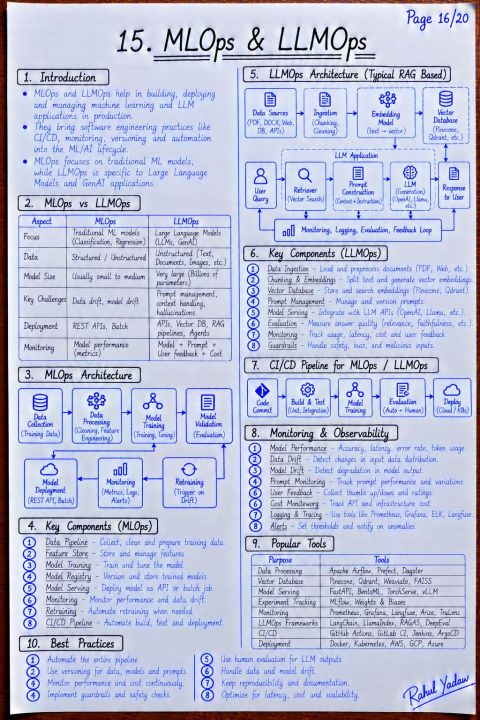 Page 16/20
15. MLOps & LLMOps
1. Introduction
• MLOps and LLMOps help in building, deploying
and managing machine learning and LLM
applications in production.
• They bring software engineering practices like
CI/CD, monitoring, versioning and automation
into the ML/AI lifecycle.
• MLOps focuses on traditional ML models,
while LLMOps is specific to Large Language
Models and GenAI applications.
2. MLOps vs LLMOps
Aspect MLOps LLMOps
Focus Traditional ML models (Classification, Regression) Large Language Models (LLMs, GenAI)
Data Structured / Unstructured Unstructured (Text, Documents, Images, etc.)
Model Size Usually small to medium Very large (Billions of parameters)
Key Challenges Data drift, model drift Prompt management, context handling, hallucinations
Deployment REST APIs, Batch APIs, Vector DB, RAG pipelines, Agents
Monitoring Model performance (metrics) Model + Prompt + User feedback + Cost
3. MLOps Architecture
Data Collection (Training Data)
Data Processing (Cleaning, Feature Engineering)
Model Training (Training, Tuning)
Model Validation (Evaluation)
Model Deployment (REST API, Batch)
Monitoring (Metrics, Logs, Alerts)
Retraining (Trigger on Drift)
4. Key Components (MLOps)
1 Data Pipeline – Collect, clean and prepare training data.
2 Feature Store – Store and manage features.
3 Model Training – Train and tune the model.
4 Model Registry – Version and store trained models
5 Model Serving – Deploy model as API or batch job
6 Monitoring – Monitor performance and data drift.
7 Retraining – Automate retraining when needed.
8 CI/CD Pipeline – Automate build, test and deployment.
5. LLMOps Architecture (Typical RAG Based)
Data Sources (PDF, DOCX, Web, DB, APIs)
Ingestion (Chunking, Cleaning)
Embedding Model (text → vector)
Vector Database (Pinecone, Qdrant, etc.)
LLM Application
User Query
Retriever (Vector Search)
Prompt Construction (Context+Instruction)
LLM (Generation) (OpenAI, Llama, etc.)
Response to User
Monitoring, Logging, Evaluation, Feedback Loop
6. Key Components (LLMOps)
1 Data Ingestion – Load and preprocess documents (PDF, Web, etc.)
2 Chunking & Embeddings – Split text and generate vector embeddings.
3 Vector Database – Store and search embeddings (Pinecone, Qdrant).
4 Prompt Management – Manage and version prompts.
5 Model Serving – Integrate with LLM APIs (OpenAI, Llama, etc.)
6 Evaluation – Measure answer quality (relevance, faithfulness, etc.)
7 Monitoring – Track usage, latency, cost and user feedback
8 Guardrails – Handle safety, bias, and malicious inputs.
7. CI/CD Pipeline for MLOps / LLMOps
Code Commit
Build & Test (Unit, Integration)
Model Training
Evaluation (Auto + Human)
Deploy (Cloud / K8s)
8. Monitoring & Observability
1 Model Performance – Accuracy, latency, error rate, token usage.
2 Data Drift – Detect changes in input data distribution.
3 Model Drift – Detect degradation in model output.
4 Prompt Monitoring – Track prompt performance and variations.
5 User Feedback – Collect thumbs up/down and ratings.
6 Cost Monitoring – Track API and infrastructure cost.
7 Logging & Tracing – Use tools like Prometheus, Grafana, ELK, Langfuse.
8 Alerts – Set thresholds and notify on anomalies.
9. Popular Tools
Purpose Tools
Data Processing Apache Airflow, Prefect, Dagster
Vector Database Pinecone, Qdrant, Weaviate, FAISS
Model Serving FastAPI, BentoML, TorchServe, vLLM
Experiment Tracking MLflow, Weights & Biases
Monitoring Prometheus, Grafana, Langfuse, Arize, TruLens
LLMOps Frameworks LangChain, LlamaIndex, RAGAS, DeepEval
CI/CD GitHub Actions, GitLab CI, Jenkins, ArgoCD
Deployment Docker, Kubernetes, AWS, GCP, Azure
10. Best Practices
1 Automate the entire pipeline.
2 Use versioning for data, models and prompts.
3 Monitor performance and cost continuously.
4 Implement guardrails and safety checks.
5 Use human evaluation for LLM outputs.
6 Handle data and model drift.
7 Keep reproducibility and documentation.
8 Optimize for latency, cost and scalability.
Rahul Yadav